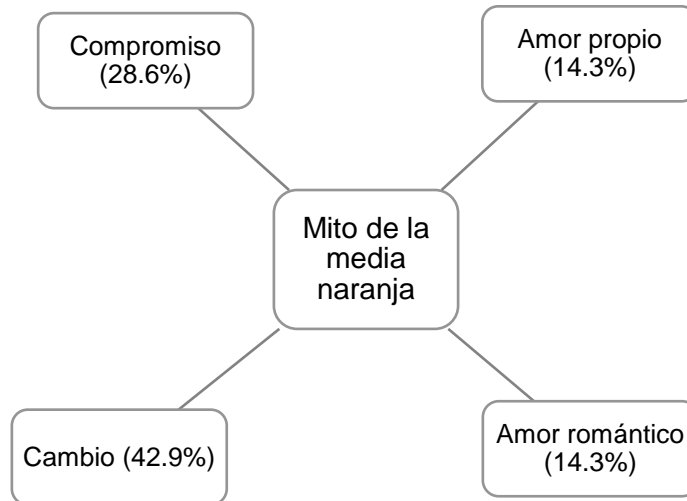 Compromiso
(28.6%)
Amor propio
(14.3%)
Mito de la
media
naranja
Cambio (42.9%)
Amor romántico
(14.3%)